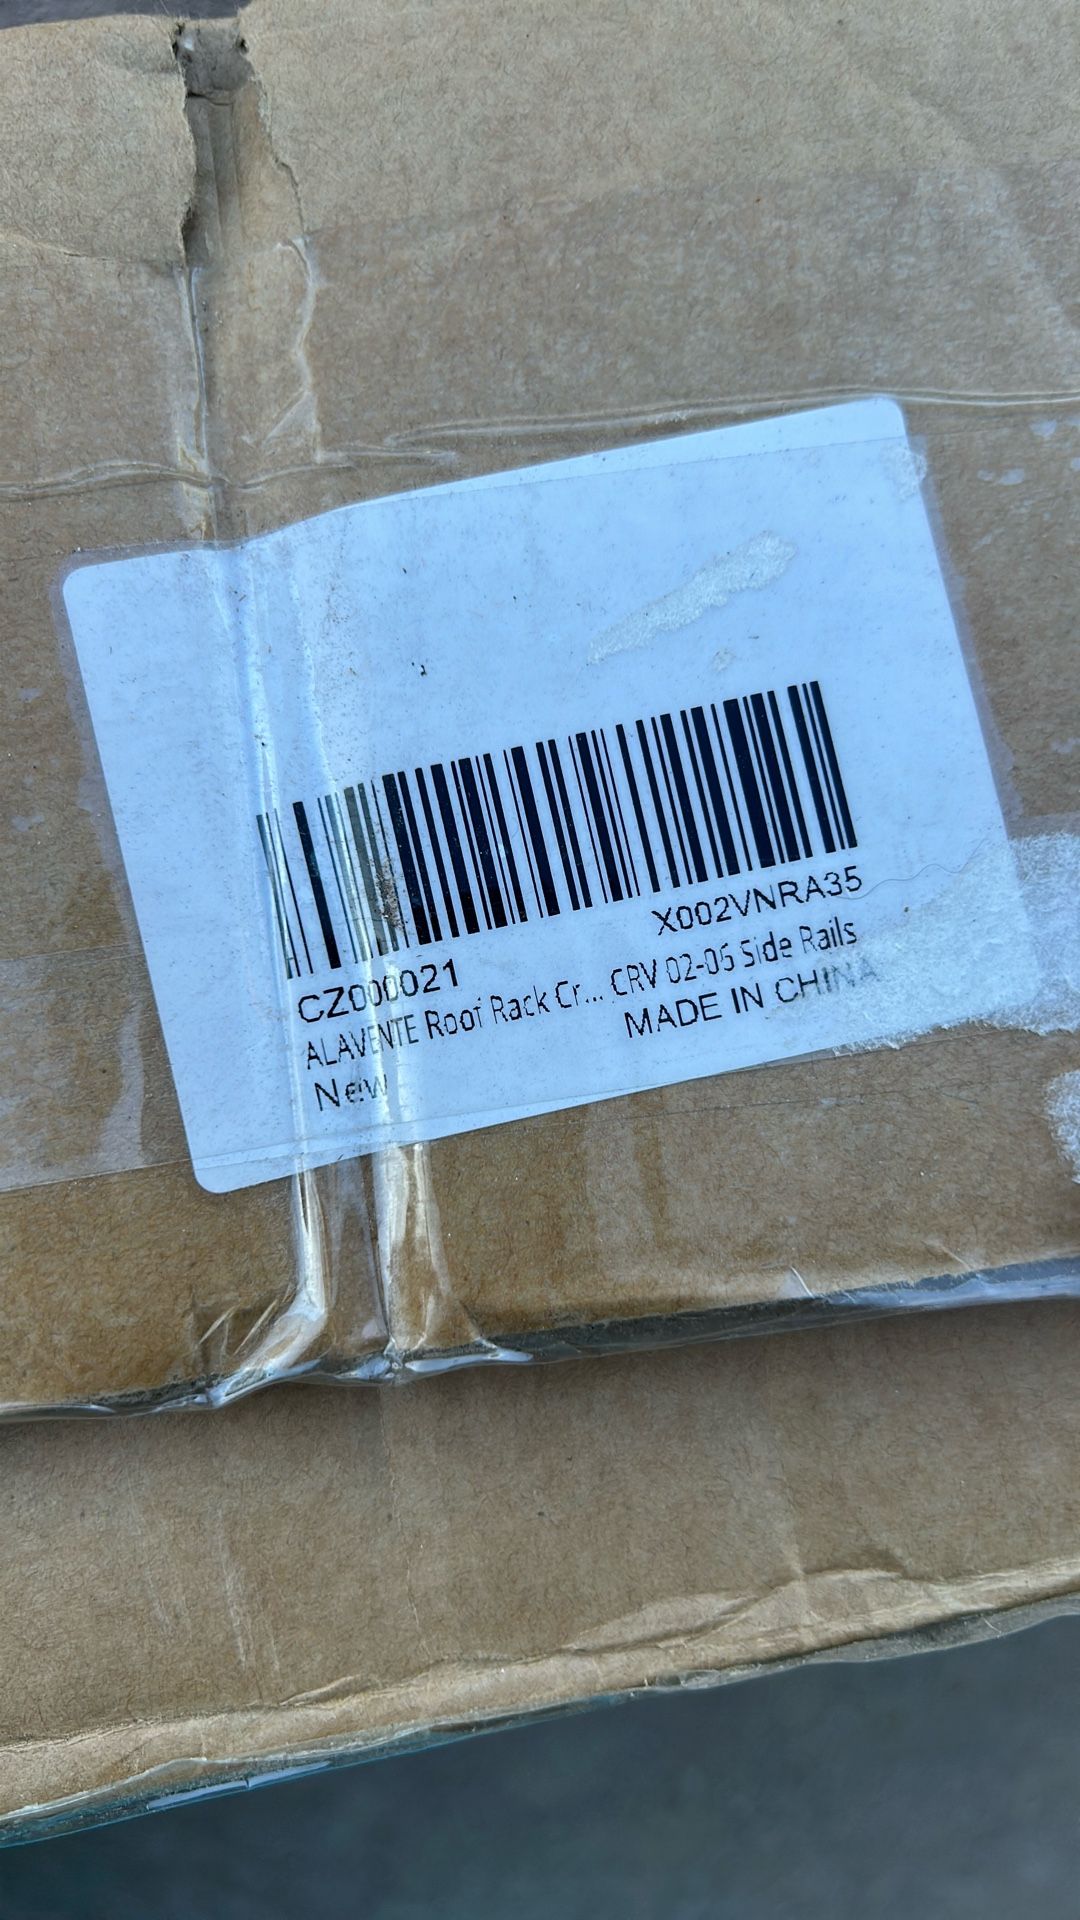 X002VNRA35
CZ000021
ALAVENTE Roof Rack Cr... CRV 02-06 Side Rails
MADE IN CHINA
New